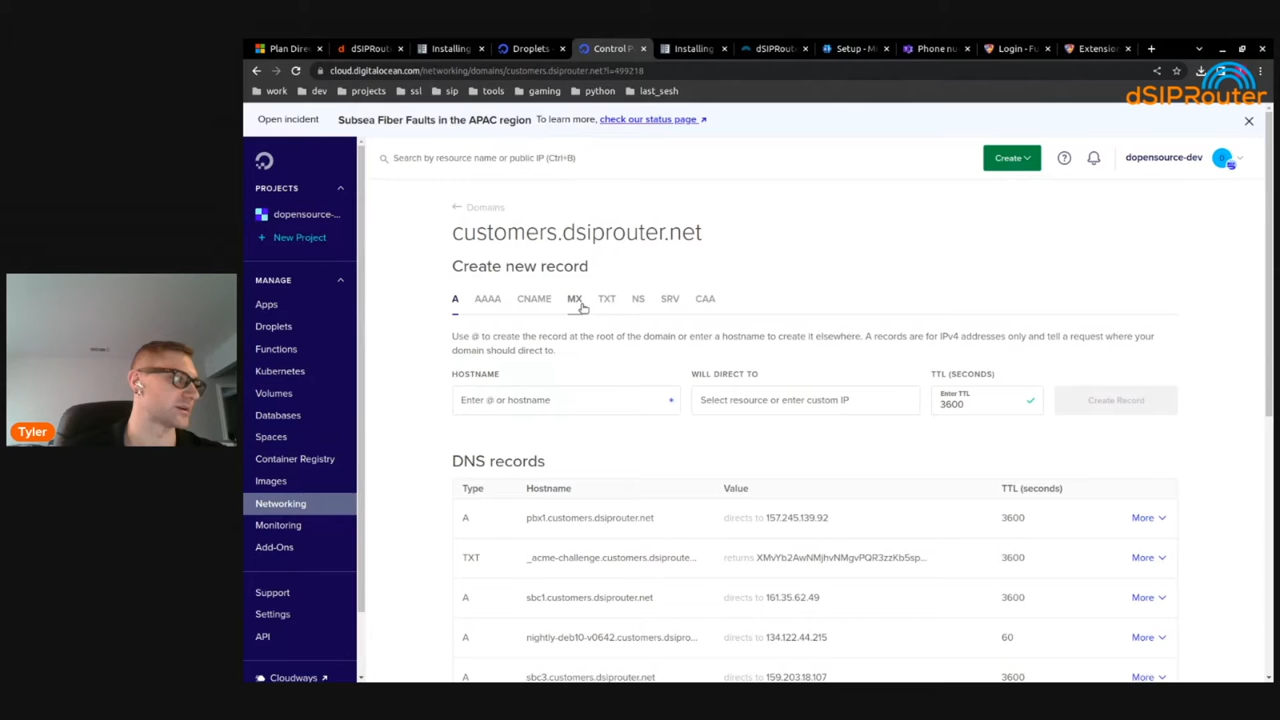 Plan Dire
dSIPRout
Installing
Droplets -
Control P
Installing
dSIPRoute
Setup - M
Phone nu
Login - Fu
Extension
cloud.digitalocean.com/networking/domains/customers.dsiprouter.net?i=499218
work
dev
projects
ssl
sip
tools
gaming
python
last_sesh
dSIPRouter
Open incident
Subsea Fiber Faults in the APAC region To learn more, check our status page
Search by resource name or public IP (Ctrl+B)
Create
dopensource-dev
D
PROJECTS
dopensource-...
+ New Project
MANAGE
Apps
Droplets
Functions
Kubernetes
Volumes
Databases
Spaces
Container Registry
Images
Networking
Monitoring
Add-Ons
Support
Settings
API
Cloudways
← Domains
customers.dsiprouter.net
Create new record
A AAAA CNAME MX TXT NS SRV CAA
Use @ to create the record at the root of the domain or enter a hostname to create it elsewhere. A records are for IPv4 addresses only and tell a request where your
domain should direct to.
HOSTNAME WILL DIRECT TO TTL (SECONDS)
Enter @ or hostname * Select resource or enter custom IP Enter TTL
3600 Create Record
DNS records
Type Hostname Value TTL (seconds)
A pbx1.customers.dsiprouter.net directs to 157.245.139.92 3600 More
TXT _acme-challenge.customers.dsiproute... returns XMvYb2AwNMjhvNMgvPQR3zzKb5sp... 3600 More
A sbc1.customers.dsiprouter.net directs to 161.35.62.49 3600 More
A nightly-deb10-v0642.customers.dsipro... directs to 134.122.44.215 60 More
A sbc3.customers.dsiprouter.net directs to 159.203.18.107 3600 More
Tyler